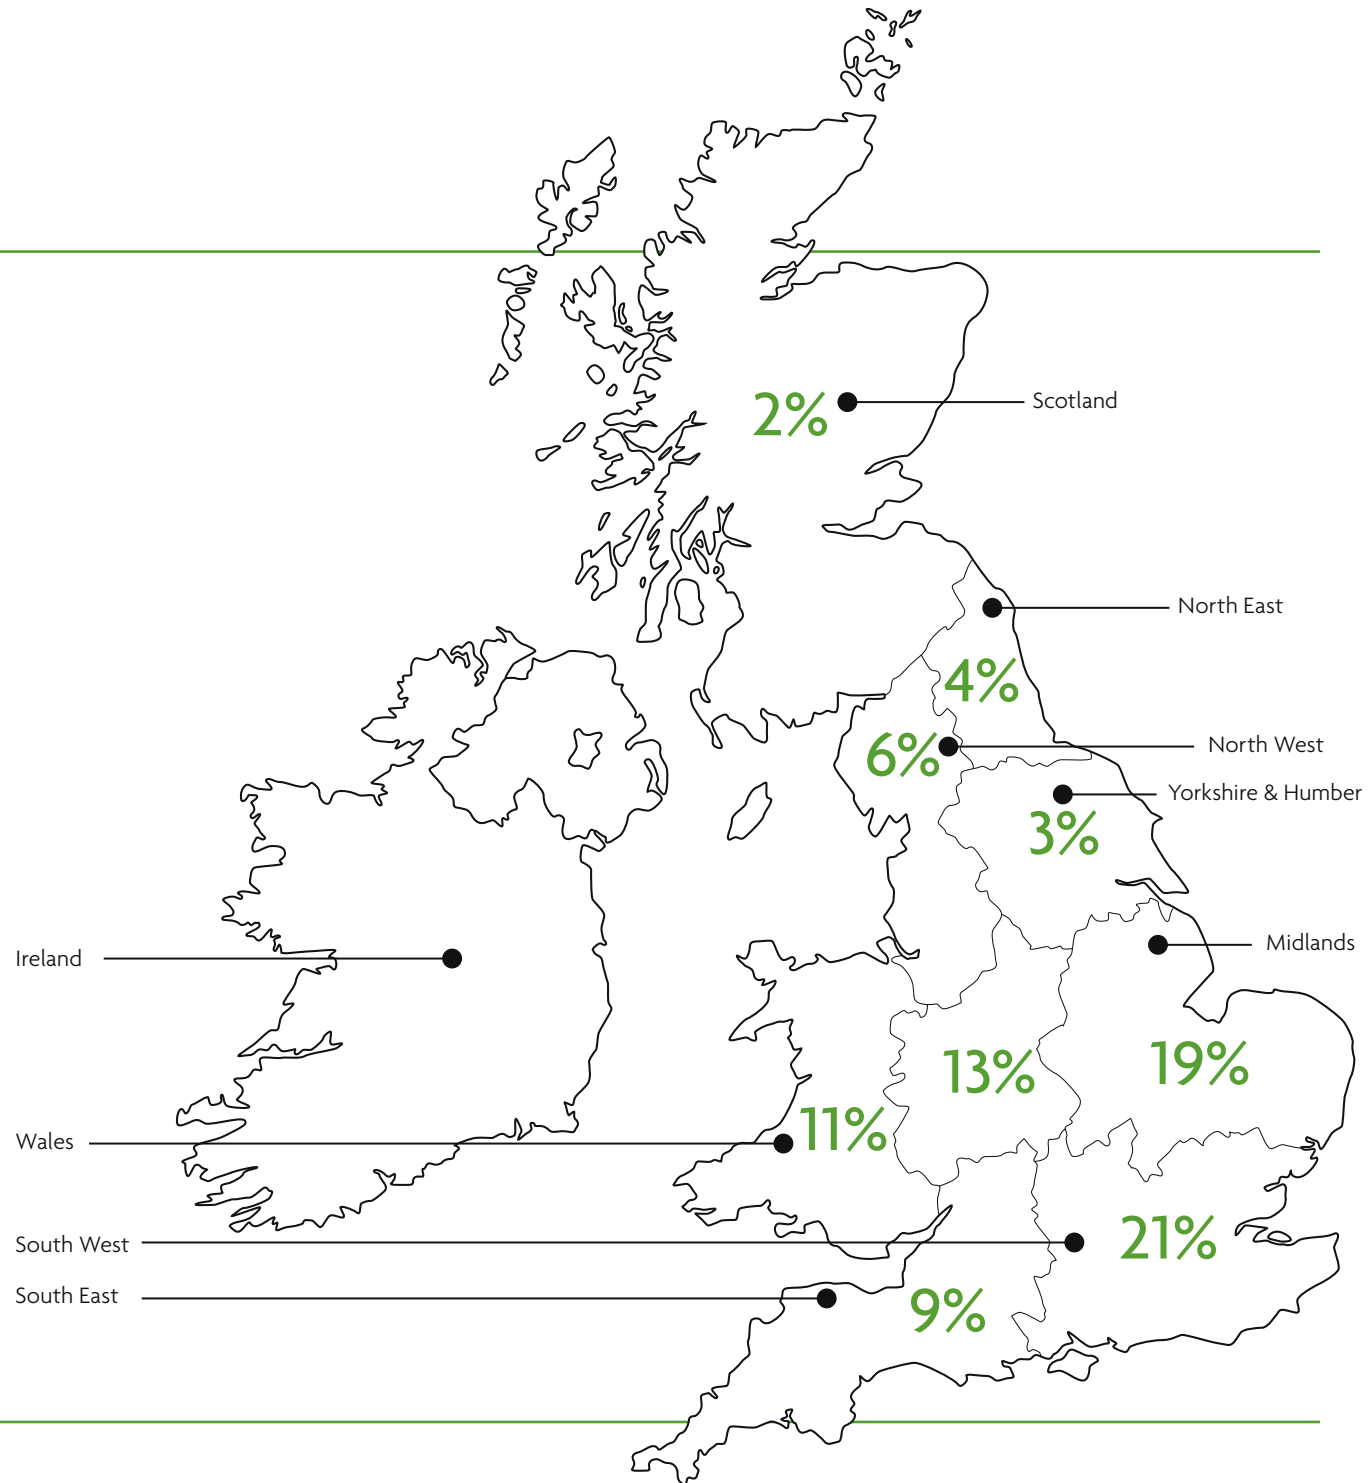 2%
Scotland
North East
4%
6%
North West
Yorkshire & Humber
3%
Ireland
Midlands
13%
19%
Wales
11%
South West
21%
South East
9%